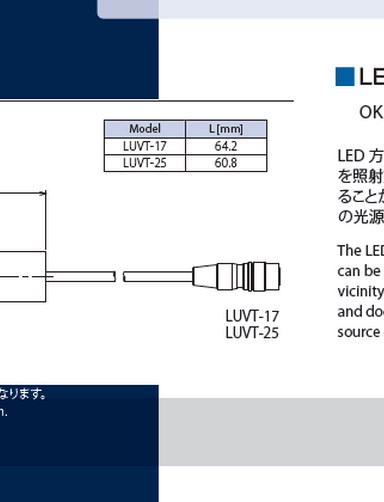 Model L [mm]
LUVT-17 64.2
LUVT-25 60.8
LUVT-17
LUVT-25
なります。
■LE
OK
LED 方
を照射
ること
の光源
The LED
can be
vicinity
and do
source